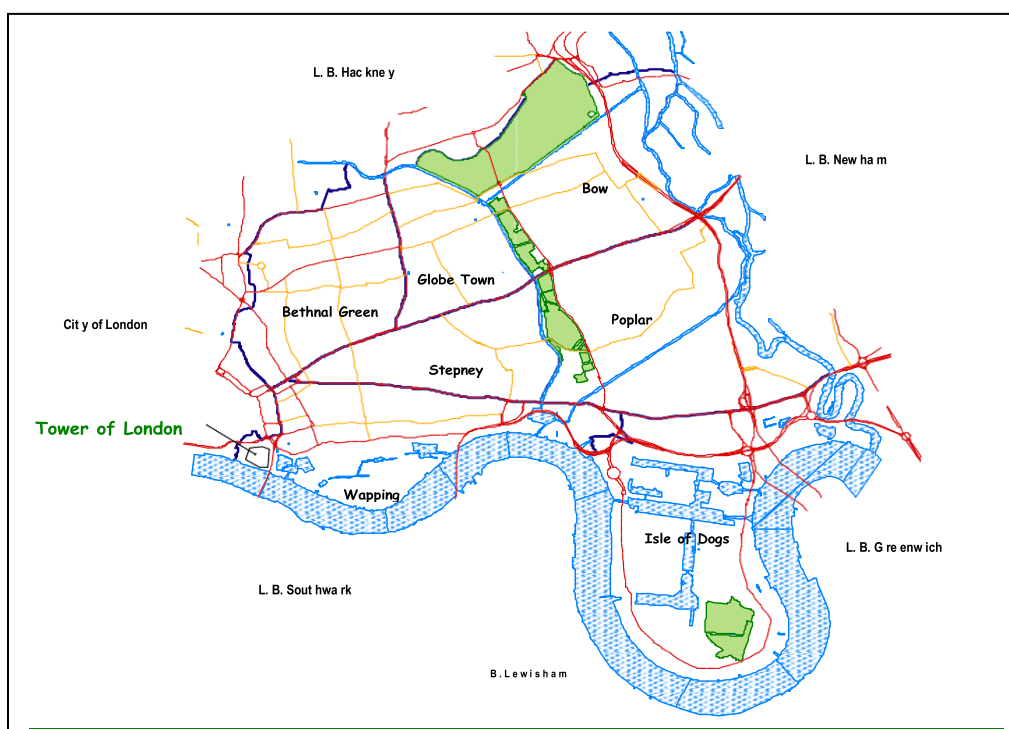 L. B. Hac kne y
L. B. New ha m
Bow
Globe Town
Bethnal Green
Poplar
Cit y of London
Stepney
Tower of London
Wapping
Isle of Dogs
L. B. G re enw ich
L. B. Sout hwa rk
B. Lewisham